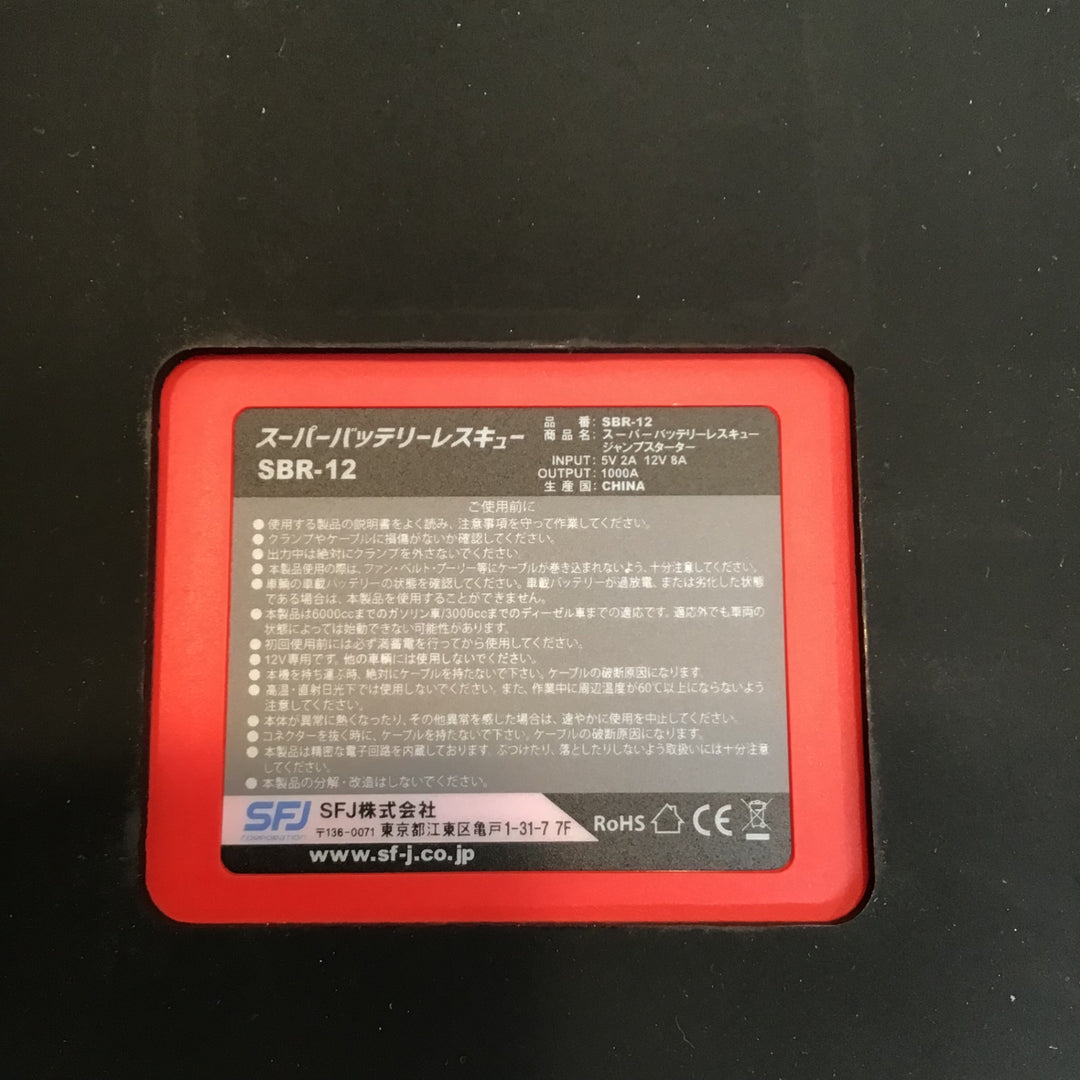 スーパーバッテリーレスキュー
SBR-12
品 番: SBR-12
商品名: スーパーバッテリーレスキュー
ジャンプスターター
INPUT: 5V 2A 12V 8A
OUTPUT: 1000A
生産国: CHINA
ご使用前に
●使用する製品の説明書をよく読み、注意事項を守って作業してください。
●クランプやケーブルに損傷がないか確認してください。
●出力中は絶対にクランプを外さないでください
●本製品使用の際は、ファン・ベルト・プーリー等にケーブルが巻き込まれないよう、十分注意してください。
●車輌の車載バッテリーの状態を確認してください。車載バッテリーが過放電、または劣化した状態
である場合は、本製品を使用することができません。
●本製品は6000ccまでのガソリン車/3000ccまでのディーゼル車までの適応です。適応外でも車両の
状態によっては始動できない可能性があります。
●初回使用前には必ず満蓄電を行ってから使用してください。
●12V専用です。他の車輌には使用しないでください。
●本機を持ち運ぶ時、絶対にケーブルを持たないで下さい。ケーブルの破断原因になります。
●高温・直射日光下では使用しないでください。また、作業中に周辺温度が60℃以上にならないよう
注意してください。
●本体が異常に熱くなったり、その他異常を感じた場合は、速やかに使用を中止してください。
●コネクターを抜く時に、ケーブルを持たないで下さい。ケーブルの破断原因になります。
●本製品は精密な電子回路を内蔵しております。ぶつけたり、落としたりしないよう取扱いには十分注意
してください。
●本製品の分解・改造はしないでください。
SFJ CORPORATION
SFJ株式会社
〒136-0071 東京都江東区亀戸1-31-7 7F
www.sf-j.co.jp
RoHS CE